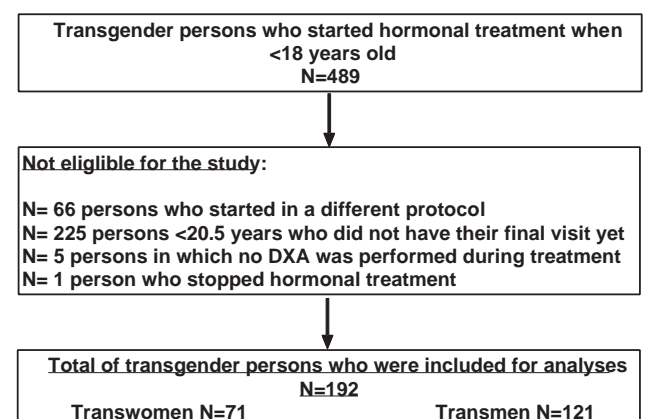 Transgender persons who started hormonal treatment when
<18 years old
N=489
Not eliglible for the study:
N= 66 persons who started in a different protocol
N= 225 persons <20.5 years who did not have their final visit yet
N= 5 persons in which no DXA was performed during treatment
N= 1 person who stopped hormonal treatment
Total of transgender persons who were included for analyses
N=192
Transwomen N=71 Transmen N=121